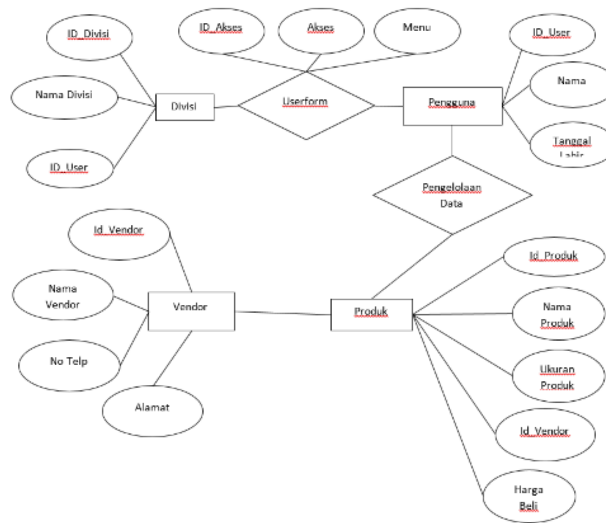 ID_Divisi
ID_Akses
Akses
Menu
ID_User
Nama Divisi
Divisi
Userform
Pengguna
Nama
ID_User
Tanggal
Lahir
Pengelolaan
Data
Id_Vendor
Id_Produk
Nama
Vendor
Vendor
Produk
Nama
Produk
No Telp
Ukuran
Produk
Alamat
Id_Vendor
Harga
Beli